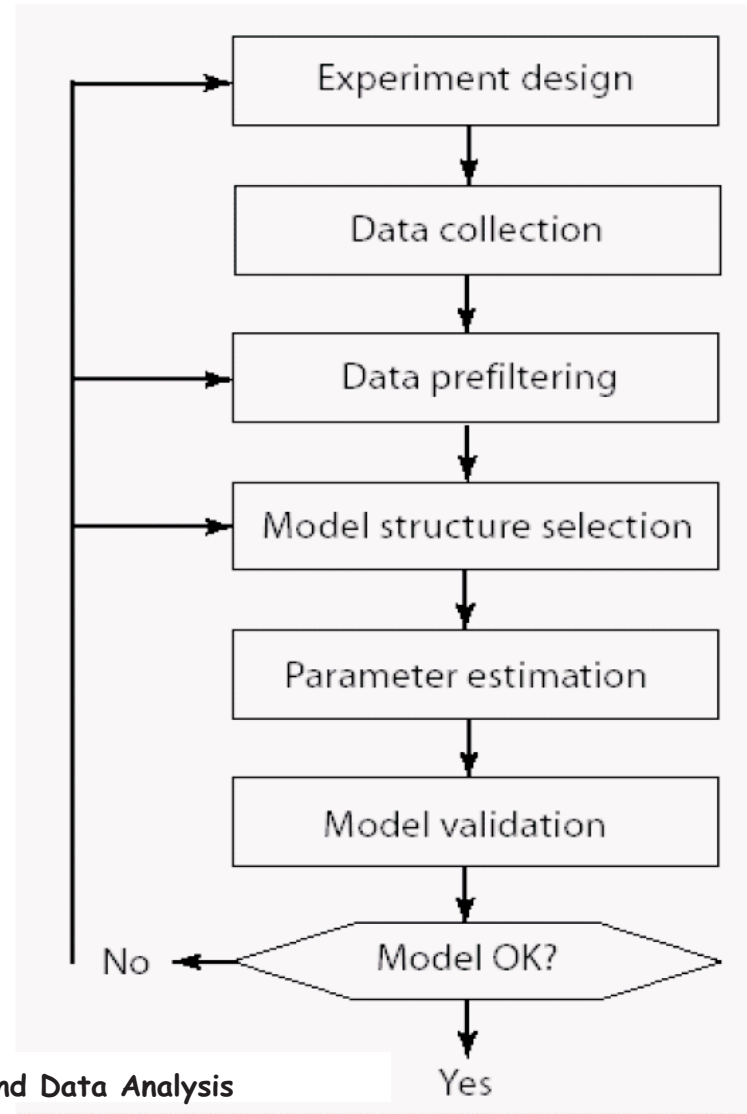 Experiment design
Data collection
Data prefiltering
Model structure selection
Parameter estimation
Model validation
Model OK?
No
Yes
Data Analysis